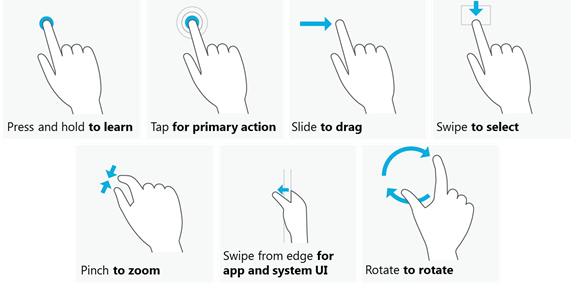 Press and hold to learn
Tap for primary action
Slide to drag
Swipe to select
Pinch to zoom
Swipe from edge for
app and system UI
Rotate to rotate